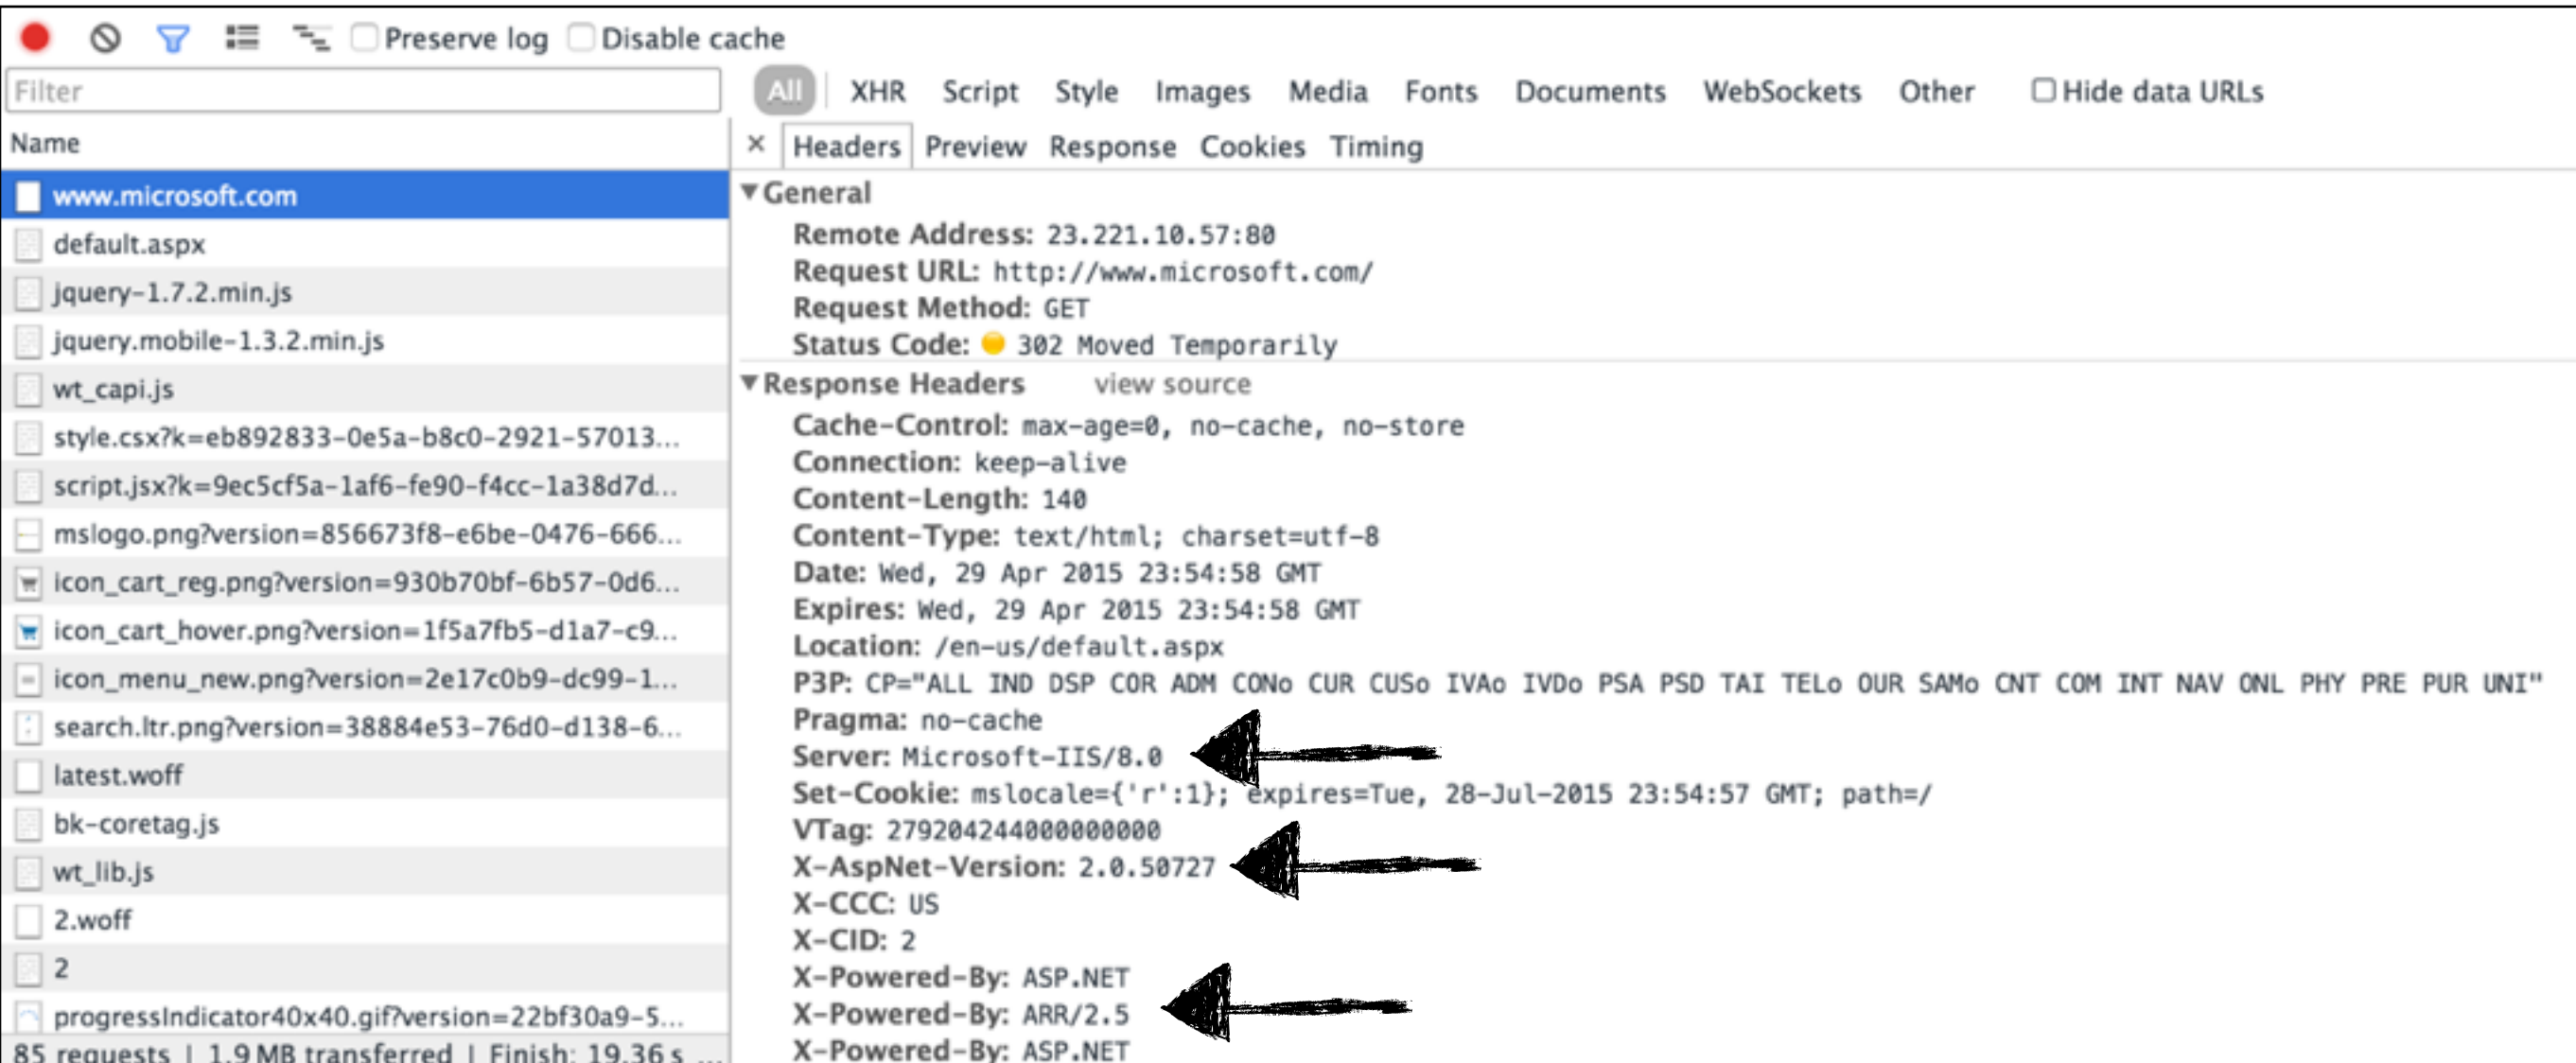 Preserve log Disable cache
Filter
All XHR Script Style Images Media Fonts Documents WebSockets Other Hide data URLs
Name
× Headers Preview Response Cookies Timing
www.microsoft.com
default.aspx
jquery-1.7.2.min.js
jquery.mobile-1.3.2.min.js
wt_capi.js
style.csx?k=eb892833-0e5a-b8c0-2921-57013...
script.jsx?k=9ec5cf5a-1af6-fe90-f4cc-1a38d7d...
mslogo.png?version=856673f8-e6be-0476-666...
icon_cart_reg.png?version=930b70bf-6b57-0d6...
icon_cart_hover.png?version=1f5a7fb5-d1a7-c9...
icon_menu_new.png?version=2e17c0b9-dc99-1...
search.ltr.png?version=38884e53-76d0-d138-6...
latest.woff
bk-coretag.js
wt_lib.js
2.woff
2
progressIndicator40x40.gif?version=22bf30a9-5...
85 requests | 1.9 MB transferred | Finish: 19.36 s ...
General
Remote Address: 23.221.10.57:80
Request URL: http://www.microsoft.com/
Request Method: GET
Status Code: 302 Moved Temporarily
Response Headers view source
Cache-Control: max-age=0, no-cache, no-store
Connection: keep-alive
Content-Length: 140
Content-Type: text/html; charset=utf-8
Date: Wed, 29 Apr 2015 23:54:58 GMT
Expires: Wed, 29 Apr 2015 23:54:58 GMT
Location: /en-us/default.aspx
P3P: CP="ALL IND DSP COR ADM CONo CUR CUSo IVAo IVDo PSA PSD TAI TELo OUR SAMo CNT COM INT NAV ONL PHY PRE PUR UNI"
Pragma: no-cache
Server: Microsoft-IIS/8.0
Set-Cookie: mslocale={'r':1}; expires=Tue, 28-Jul-2015 23:54:57 GMT; path=/
VTag: 279204244000000000
X-AspNet-Version: 2.0.50727
X-CCC: US
X-CID: 2
X-Powered-By: ASP.NET
X-Powered-By: ARR/2.5
X-Powered-By: ASP.NET